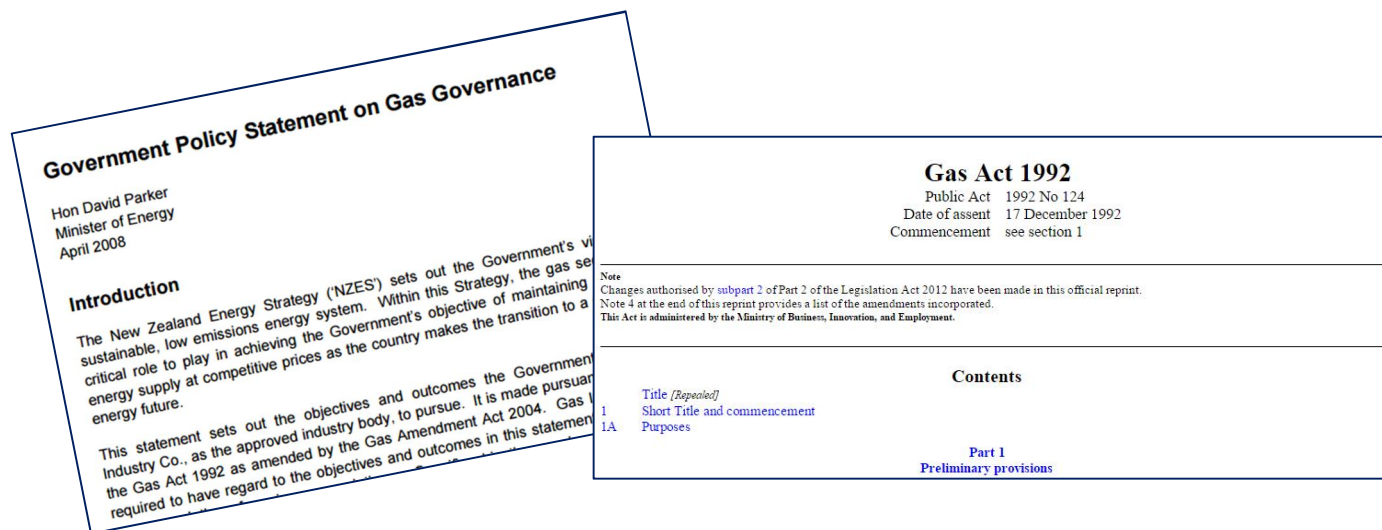 Government Policy Statement on Gas Governance
Hon David Parker
Minister of Energy
April 2008
Introduction
The New Zealand Energy Strategy (‘NZES’) sets out the Government’s
sustainable, low emissions energy system. Within this Strategy, the gas
critical role to play in achieving the Government’s objective of maintaining
energy supply at competitive prices as the country makes the transition to a
energy future.
This statement sets out the objectives and outcomes the Government
Industry Co., as the approved industry body, to pursue. It is made
the Gas Act 1992 as amended by the Gas Amendment Act 2004. Gas
required to have regard to the objectives and outcomes in this statement
Gas Act 1992
Public Act 1992 No 124
Date of assent 17 December 1992
Commencement see section 1
Note
Changes authorised by subpart 2 of Part 2 of the Legislation Act 2012 have been made in this official reprint.
Note 4 at the end of this reprint provides a list of the amendments incorporated.
This Act is administered by the Ministry of Business, Innovation, and Employment.
Contents
Title [Repealed]
1 Short Title and commencement
1A Purposes
Part 1
Preliminary provisions